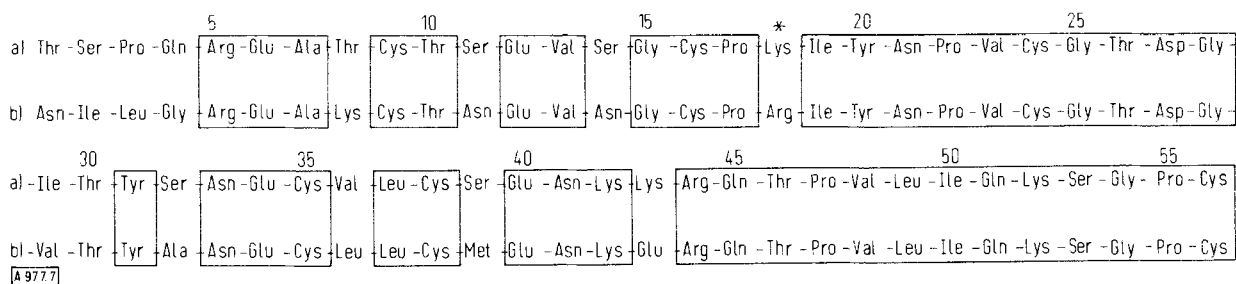 5 10 15 * 20 25
a) Thr-Ser-Pro-Gln Arg-Glu-Ala Thr Cys-Thr Ser Glu-Val Ser Gly-Cys-Pro Lys Ile-Tyr-Asn-Pro-Val-Cys-Gly-Thr-Asp-Gly-
b) Asn-Ile-Leu-Gly Arg-Glu-Ala Lys Cys-Thr Asn Glu-Val Asn Gly-Cys-Pro Arg Ile-Tyr-Asn-Pro-Val-Cys-Gly-Thr-Asp-Gly-
30 35 40 45 50 55
a)-Ile-Thr Tyr Ser Asn-Glu-Cys Val Leu-Cys Ser Glu-Asn-Lys Lys Arg-Gln-Thr-Pro-Val-Leu-Ile-Gln-Lys-Ser-Gly-Pro-Cys
b)-Val-Thr Tyr Ala Asn-Glu-Cys Leu Leu-Cys Met Glu-Asn-Lys Glu Arg-Gln-Thr-Pro-Val-Leu-Ile-Gln-Lys-Ser-Gly-Pro-Cys
A 977.7